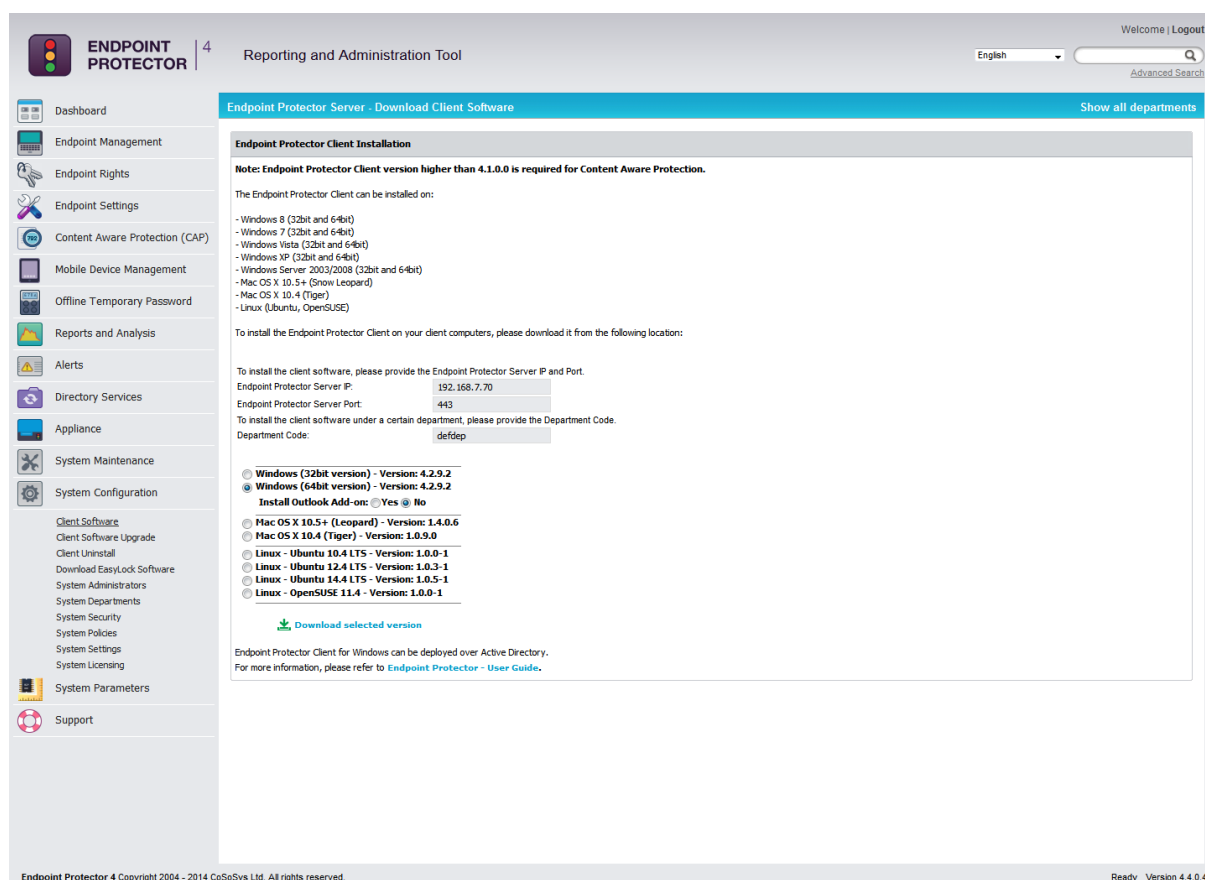 Welcome | Logout
ENDPOINT PROTECTOR | 4
Reporting and Administration Tool
English
Advanced Search
Dashboard
Endpoint Management
Endpoint Rights
Endpoint Settings
Content Aware Protection (CAP)
Mobile Device Management
Offline Temporary Password
Reports and Analysis
Alerts
Directory Services
Appliance
System Maintenance
System Configuration
Client Software
Client Software Upgrade
Client Uninstall
Download EasyLock Software
System Administrators
System Departments
System Security
System Policies
System Settings
System Licensing
System Parameters
Support
Endpoint Protector Server - Download Client Software
Show all departments
Endpoint Protector Client Installation
Note: Endpoint Protector Client version higher than 4.1.0.0 is required for Content Aware Protection.
The Endpoint Protector Client can be installed on:
- Windows 8 (32bit and 64bit)
- Windows 7 (32bit and 64bit)
- Windows Vista (32bit and 64bit)
- Windows XP (32bit and 64bit)
- Windows Server 2003/2008 (32bit and 64bit)
- Mac OS X 10.5+ (Snow Leopard)
- Mac OS X 10.4 (Tiger)
- Linux (Ubuntu, OpenSUSE)
To install the Endpoint Protector Client on your client computers, please download it from the following location:
To install the client software, please provide the Endpoint Protector Server IP and Port.
Endpoint Protector Server IP: 192.168.7.70
Endpoint Protector Server Port: 443
To install the client software under a certain department, please provide the Department Code.
Department Code: defdep
Windows (32bit version) - Version: 4.2.9.2
Windows (64bit version) - Version: 4.2.9.2
Install Outlook Add-on: Yes No
Mac OS X 10.5+ (Leopard) - Version: 1.4.0.6
Mac OS X 10.4 (Tiger) - Version: 1.0.9.0
Linux - Ubuntu 10.4 LTS - Version: 1.0.0-1
Linux - Ubuntu 12.4 LTS - Version: 1.0.3-1
Linux - Ubuntu 14.4 LTS - Version: 1.0.5-1
Linux - OpenSUSE 11.4 - Version: 1.0.0-1
Download selected version
Endpoint Protector Client for Windows can be deployed over Active Directory.
For more information, please refer to Endpoint Protector - User Guide.
Endpoint Protector 4 Copyright 2004 - 2014 CoSoSys Ltd. All rights reserved.
Ready Version 4.4.0.4